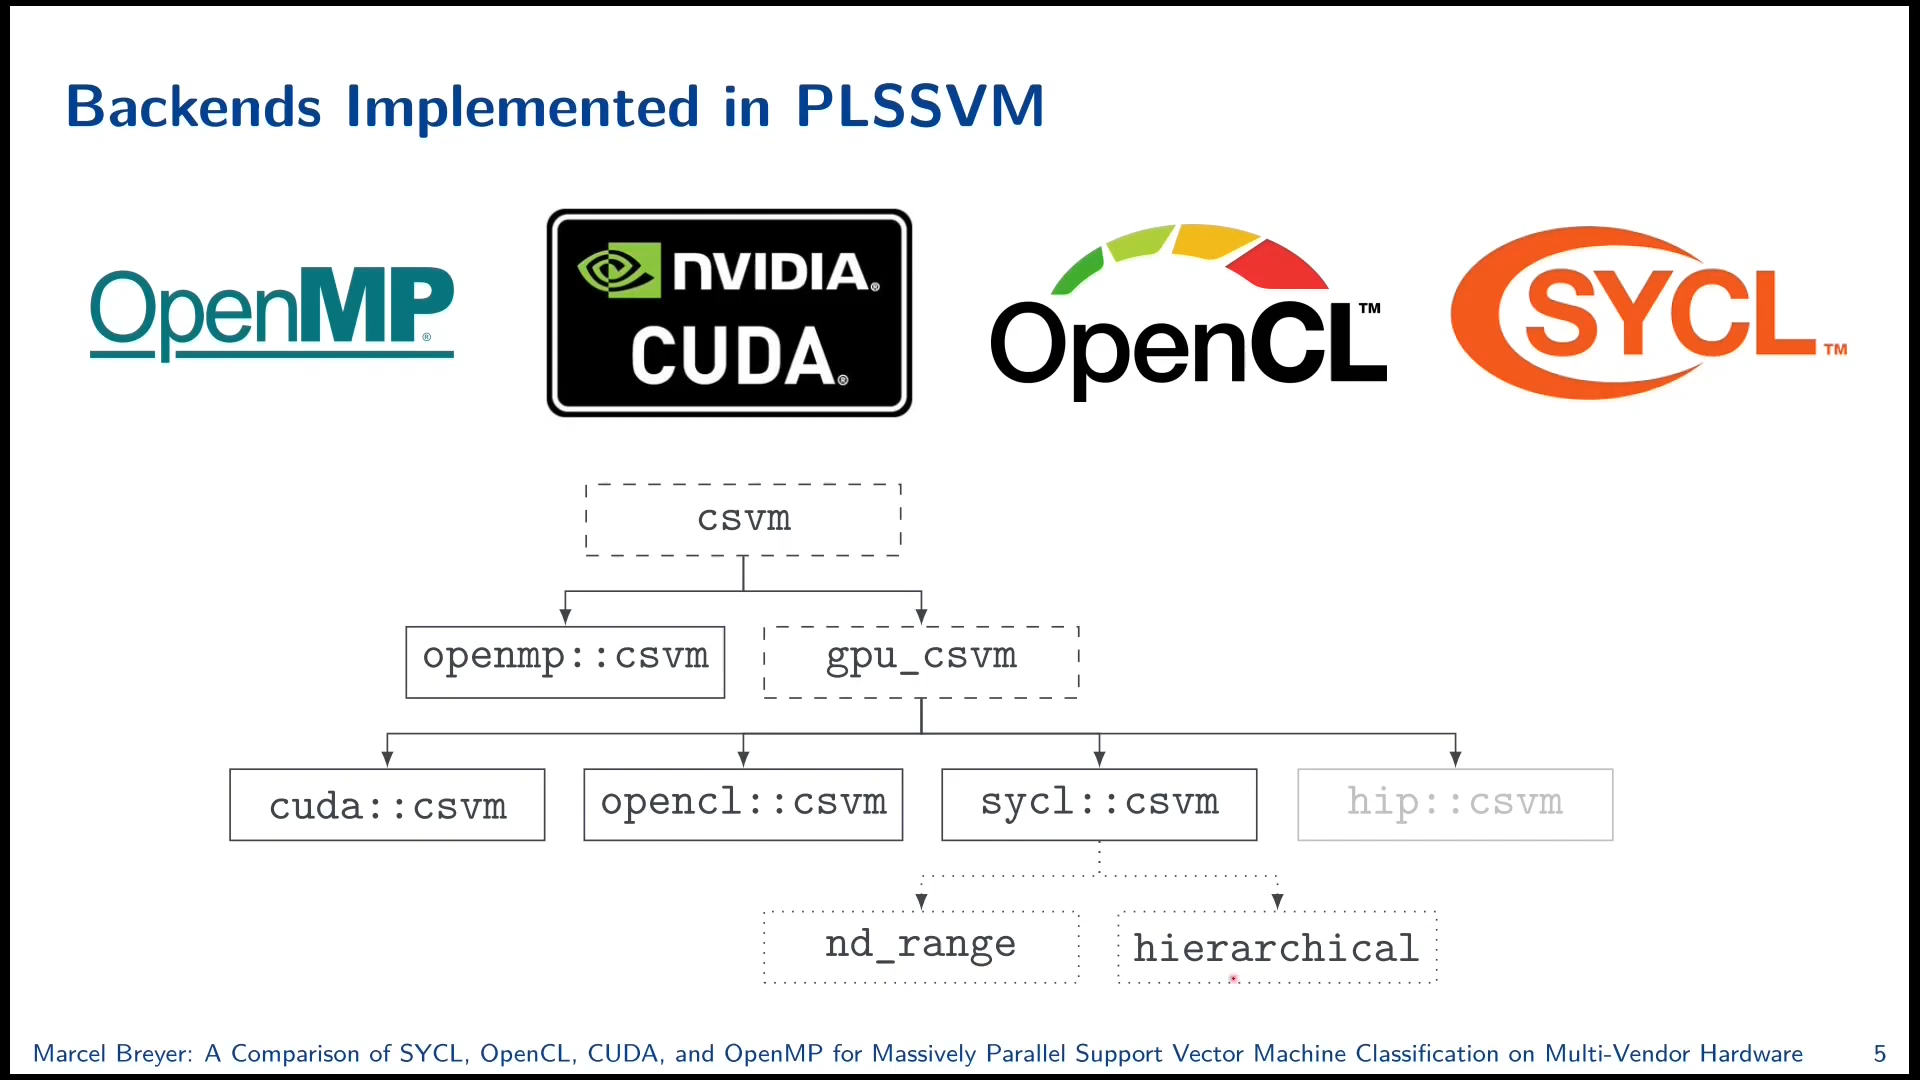 Backends Implemented in PLSSVM
OpenMP®
NVIDIA®
CUDA®
OpenCL™
SYCL™
csvm
openmp::csvm
gpu_csvm
cuda::csvm
opencl::csvm
sycl::csvm
hip::csvm
nd_range
hierarchical
Marcel Breyer: A Comparison of SYCL, OpenCL, CUDA, and OpenMP for Massively Parallel Support Vector Machine Classification on Multi-Vendor Hardware 5